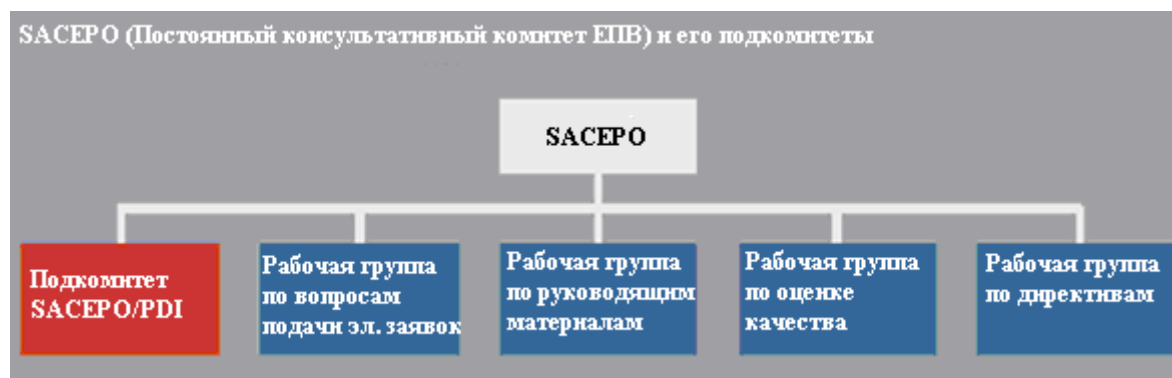 SACEPO (Постоянный консультативный комитет ЕПВ) и его подкомитеты
SACEPO
Подкомитет
SACEPO/PDI
Рабочая группа
по вопросам
подачи эл. заявок
Рабочая группа
по руководящим
материалам
Рабочая группа
по оценке
качества
Рабочая группа
по директивам